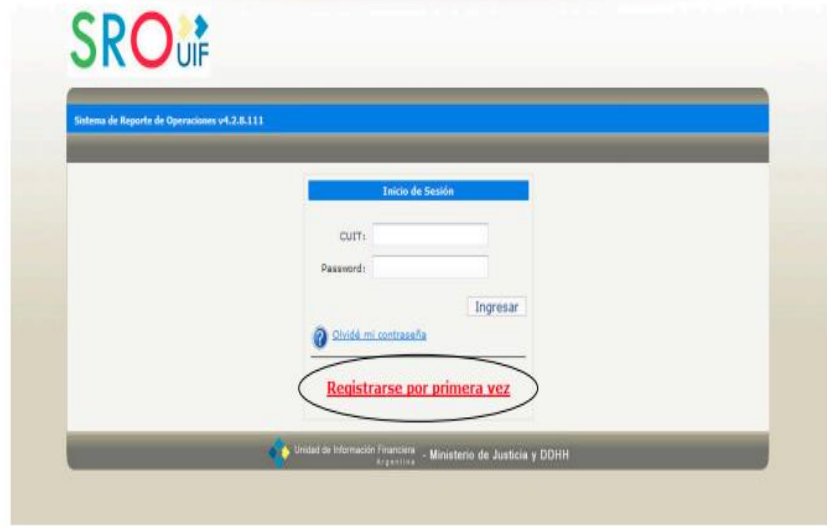 SRO UIF
Sistema de Reporte de Operaciones v4.2.8.111
Inicio de Sesión
CUIT:
Password:
Ingresar
Olvidé mi contraseña
Registrarse por primera vez
Unidad de Información Financiera
Argentina
- Ministerio de Justicia y DDHH